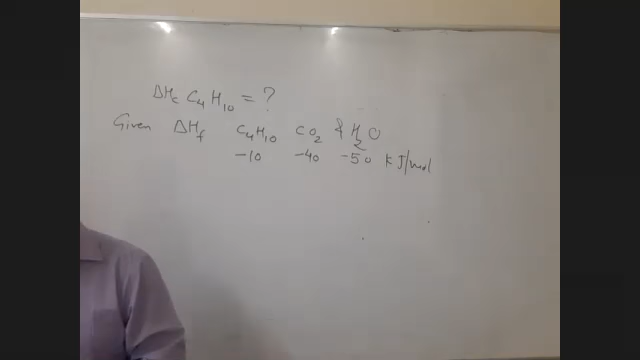 ΔHc C4H10 = ?
Given ΔHf C4H10 CO2 & H2O
-10 -40 -50 KJ/mol